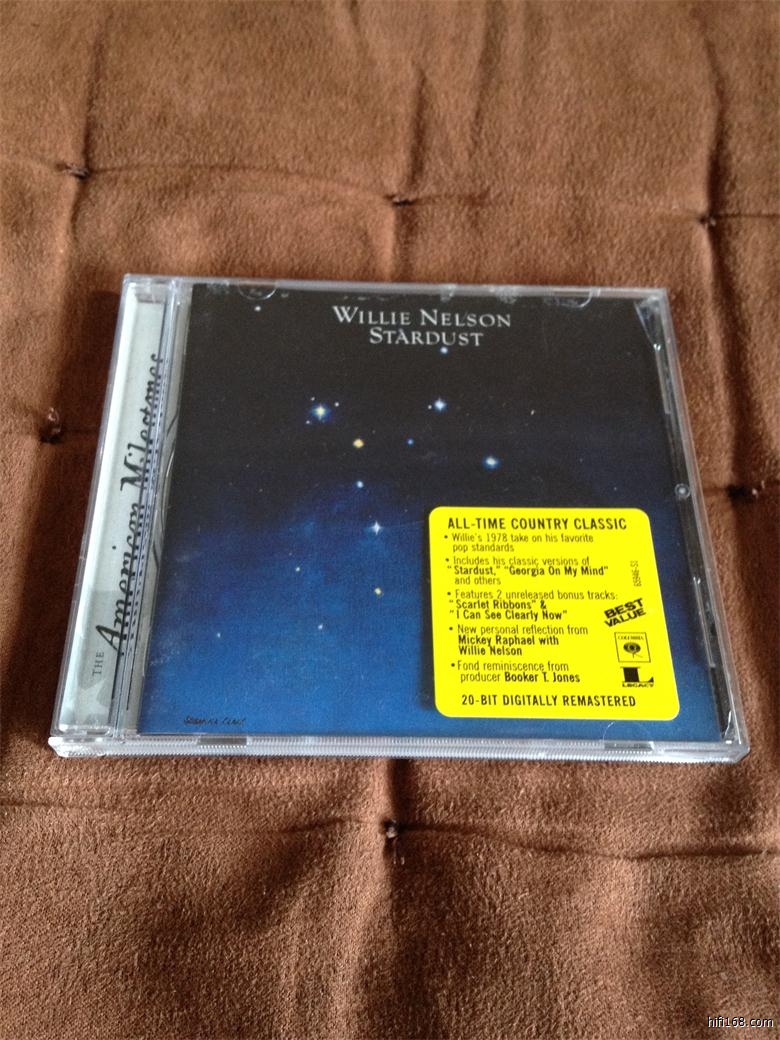 WILLIE NELSON
STARDUST
THE American Milestones
ALL-TIME COUNTRY CLASSIC
• Willie's 1978 take on his favorite
pop standards
• Includes his classic versions of
"Stardust," "Georgia On My Mind"
and others
• Features 2 unreleased bonus tracks:
"Scarlet Ribbons" &
"I Can See Clearly Now"
• New personal reflection from
Mickey Raphael with
Willie Nelson
• Fond reminiscence from
producer Booker T. Jones
20-BIT DIGITALLY REMASTERED
65946-S1
BEST
VALUE
COLUMBIA
LEGACY
hifi168.com